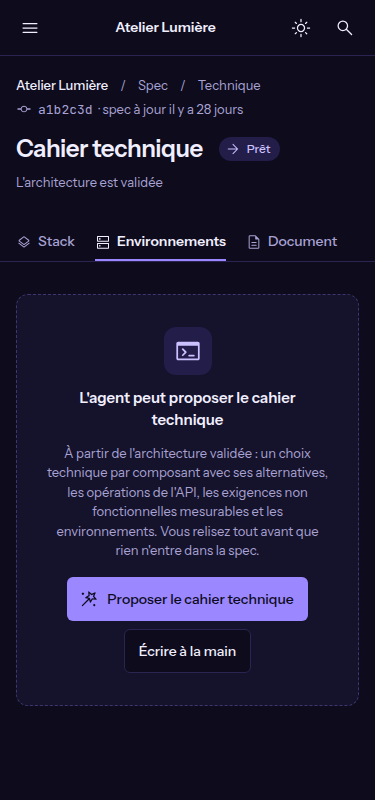 Atelier Lumière
Atelier Lumière / Spec / Technique
a1b2c3d · spec à jour il y a 28 jours
Cahier technique
Prêt
L'architecture est validée
Stack
Environnements
Document
L'agent peut proposer le cahier
technique
À partir de l'architecture validée : un choix
technique par composant avec ses alternatives,
les opérations de l'API, les exigences non
fonctionnelles mesurables et les
environnements. Vous relisez tout avant que
rien n'entre dans la spec.
Proposer le cahier technique
Écrire à la main